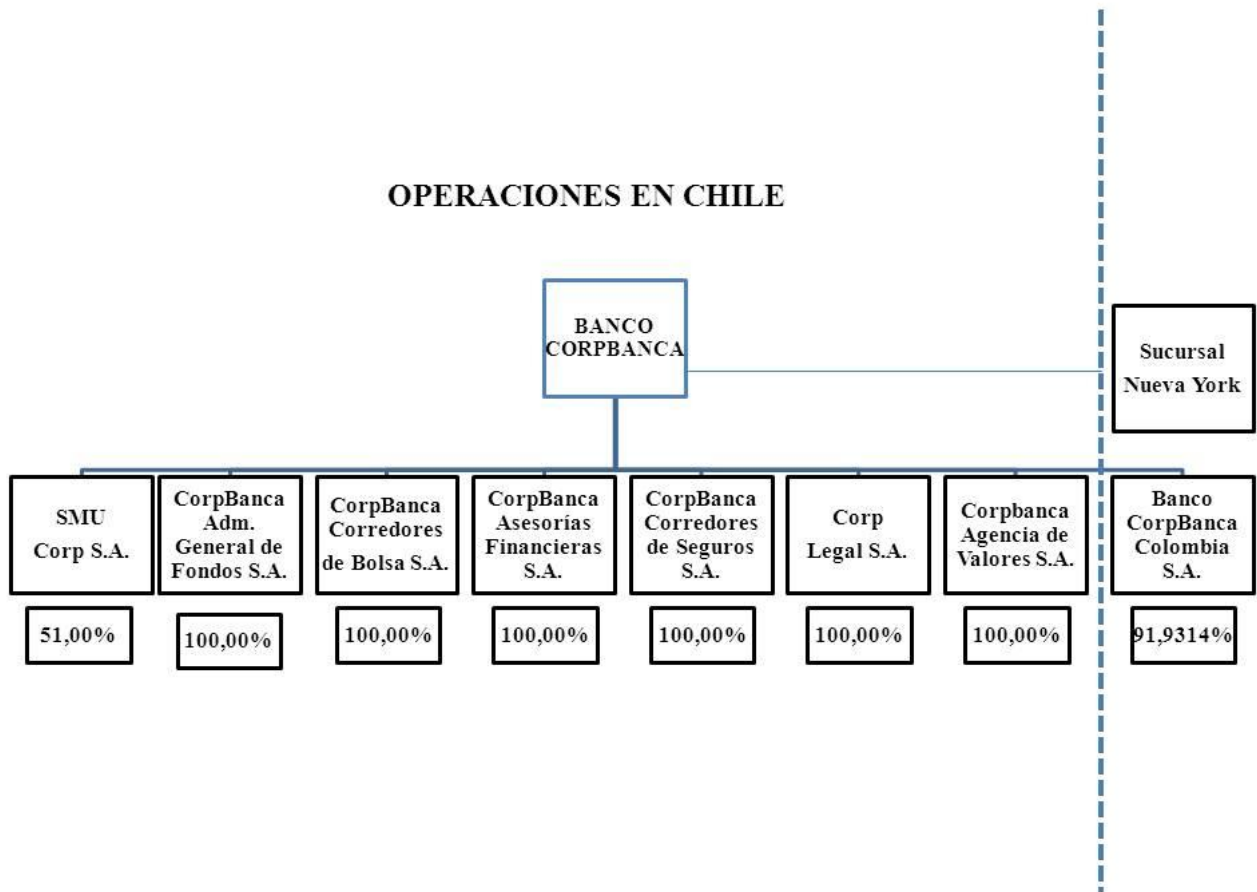 OPERACIONES EN CHILE
BANCO
CORPBANCA
Sucursal
Nueva York
SMU
Corp S.A.
CorpBanca
Adm.
General de
Fondos S.A.
CorpBanca
Corredores
de Bolsa S.A.
CorpBanca
Asesorías
Financieras
S.A.
CorpBanca
Corredores
de Seguros
S.A.
Corp
Legal S.A.
Corpbanca
Agencia de
Valores S.A.
Banco
CorpBanca
Colombia
S.A.
51,00%
100,00%
100,00%
100,00%
100,00%
100,00%
100,00%
91,9314%